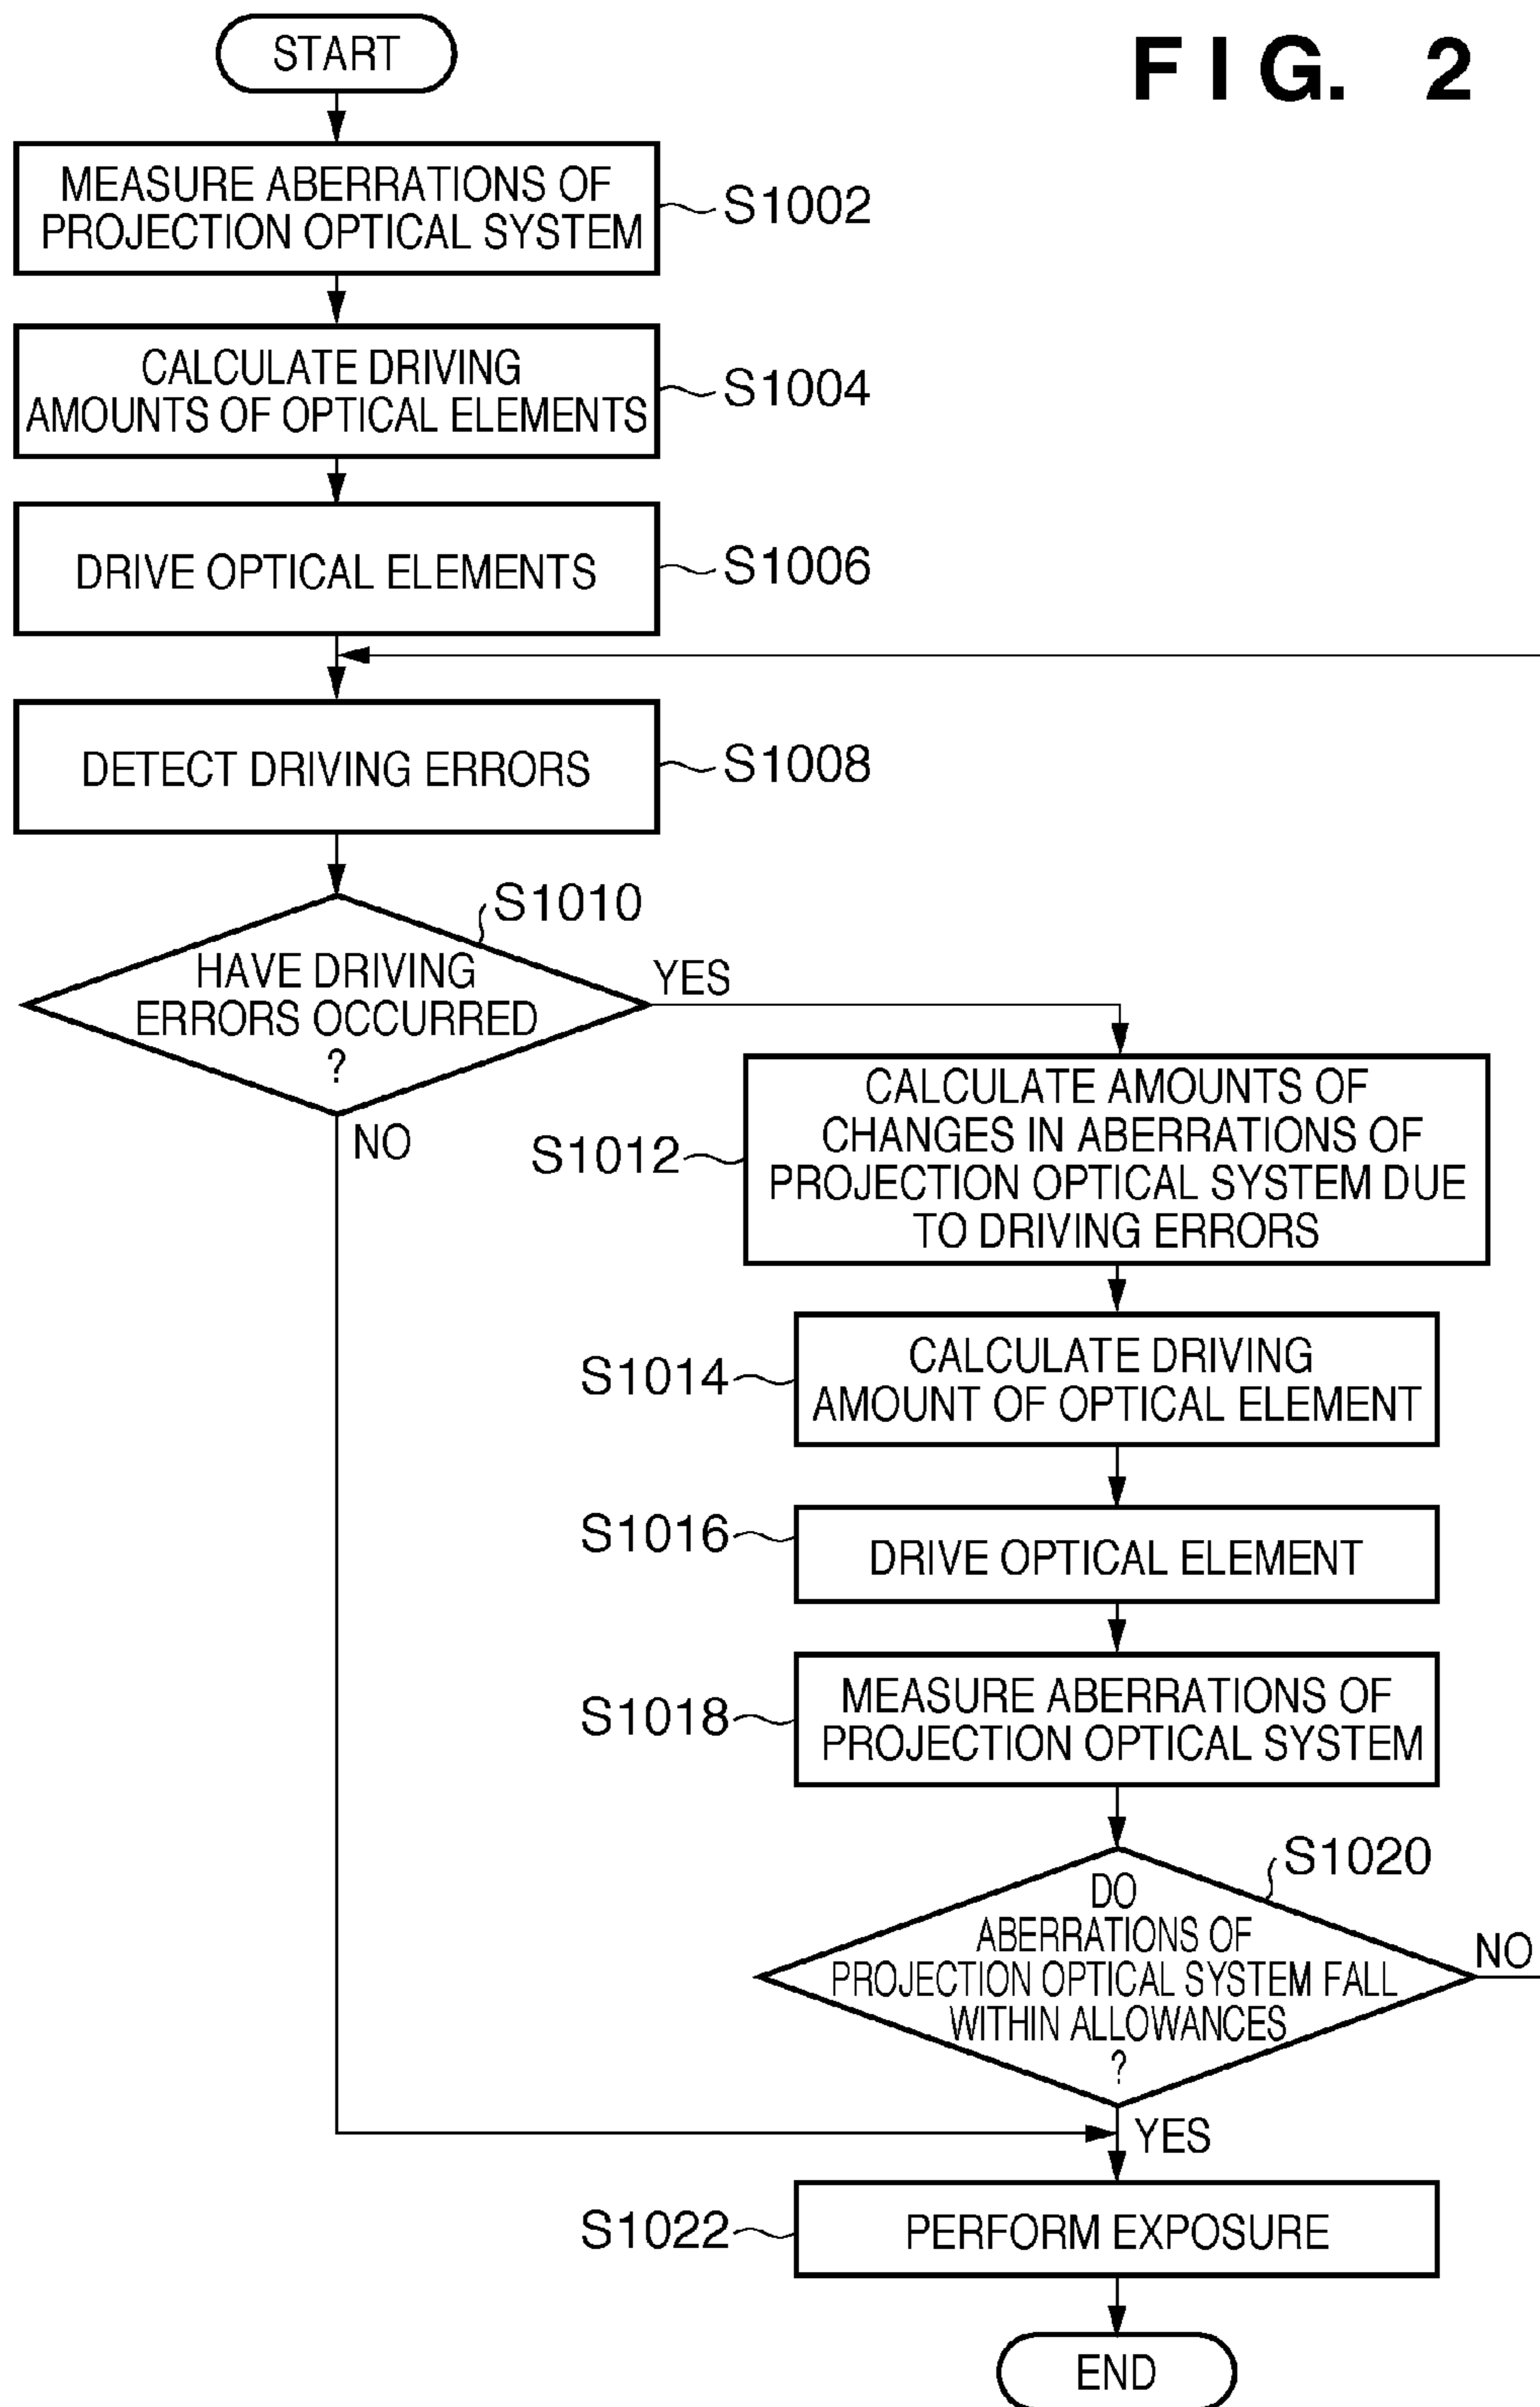 FIG. 2
START
MEASURE ABERRATIONS OF
PROJECTION OPTICAL SYSTEM
S1002
CALCULATE DRIVING
AMOUNTS OF OPTICAL ELEMENTS
S1004
DRIVE OPTICAL ELEMENTS
S1006
DETECT DRIVING ERRORS
S1008
S1010
HAVE DRIVING
ERRORS OCCURRED
?
YES
NO
S1012
CALCULATE AMOUNTS OF
CHANGES IN ABERRATIONS OF
PROJECTION OPTICAL SYSTEM DUE
TO DRIVING ERRORS
S1014
CALCULATE DRIVING
AMOUNT OF OPTICAL ELEMENT
S1016
DRIVE OPTICAL ELEMENT
S1018
MEASURE ABERRATIONS OF
PROJECTION OPTICAL SYSTEM
S1020
DO
ABERRATIONS OF
PROJECTION OPTICAL SYSTEM FALL
WITHIN ALLOWANCES
?
NO
YES
S1022
PERFORM EXPOSURE
END